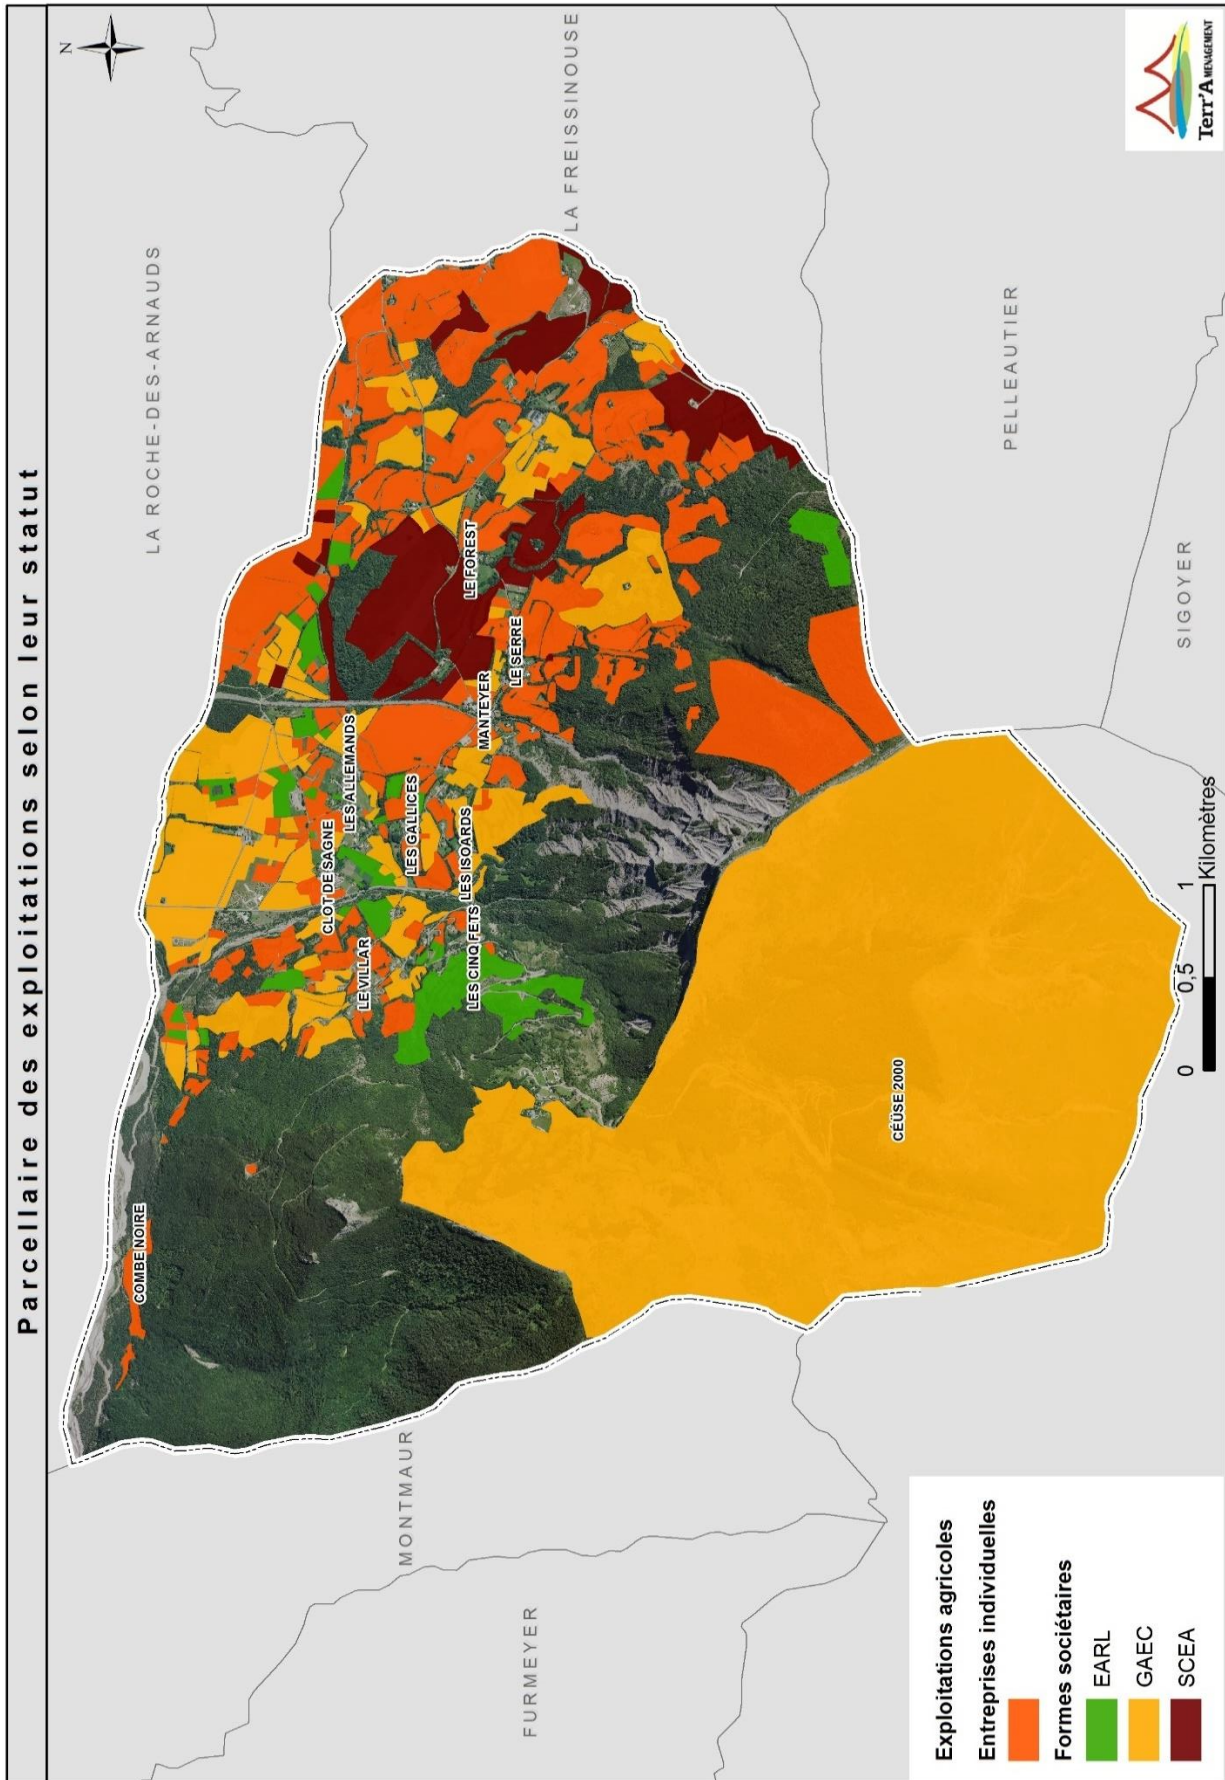 Parcellaire des exploitations selon leur statut
N
LA ROCHE-DES-ARNAUDS
LA FREISSINOUSE
PELLEAUTIER
SIGOYER
MONTMAUR
FURMEYER
COMBE NOIRE
CLOT DE SAGNE
LES ALLEMANDS
LE VILLAR
LES GALLICES
LES ISOARDS
LES CINQ FETS
MANTEYER
LE SERRE
LE FOREST
CEÜSE 2000
0 0,5 1
Kilomètres
Exploitations agricoles
Entreprises individuelles
Formes sociétaires
EARL
GAEC
SCEA
Terr'AMENAGEMENT